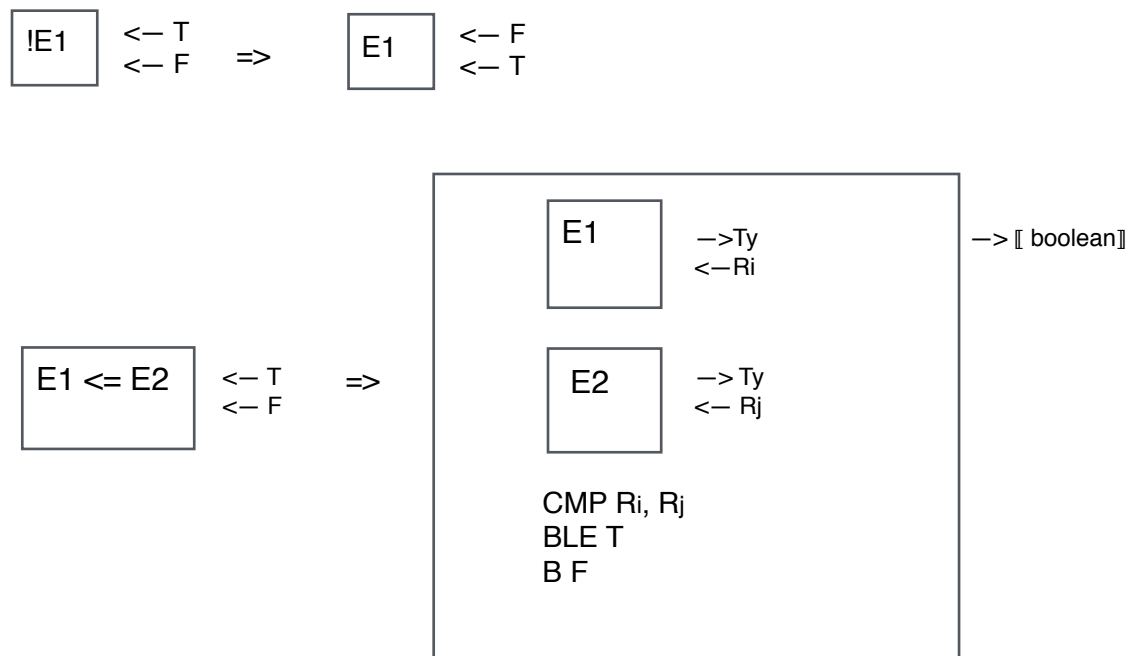 !E1
<— T
<— F
=>
E1
<— F
<— T
E1
—>Ty
<—Ri
—> ⟦ boolean⟧
E1 <= E2
<— T
<— F
=>
E2
—> Ty
<— Rj
CMP Ri, Rj
BLE T
B F